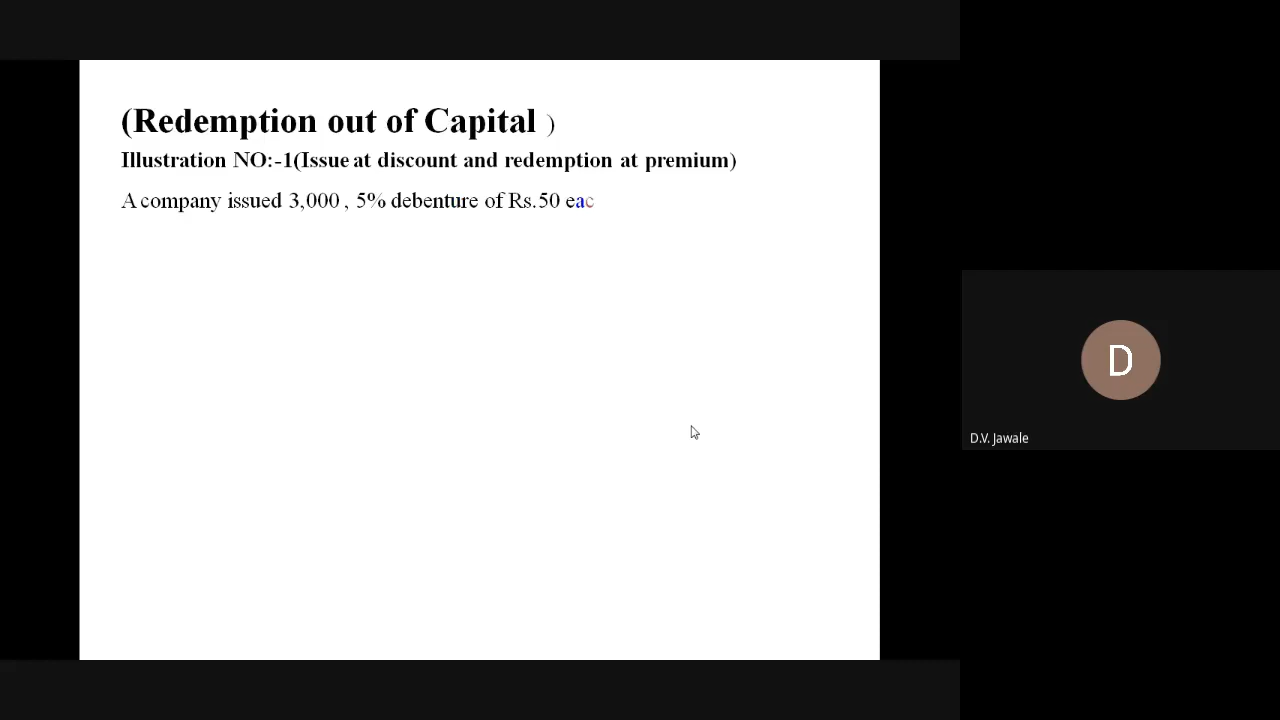 (Redemption out of Capital )
Illustration NO:-1(Issue at discount and redemption at premium)
A company issued 3,000 , 5% debenture of Rs.50 eac
D
D.V. Jawale